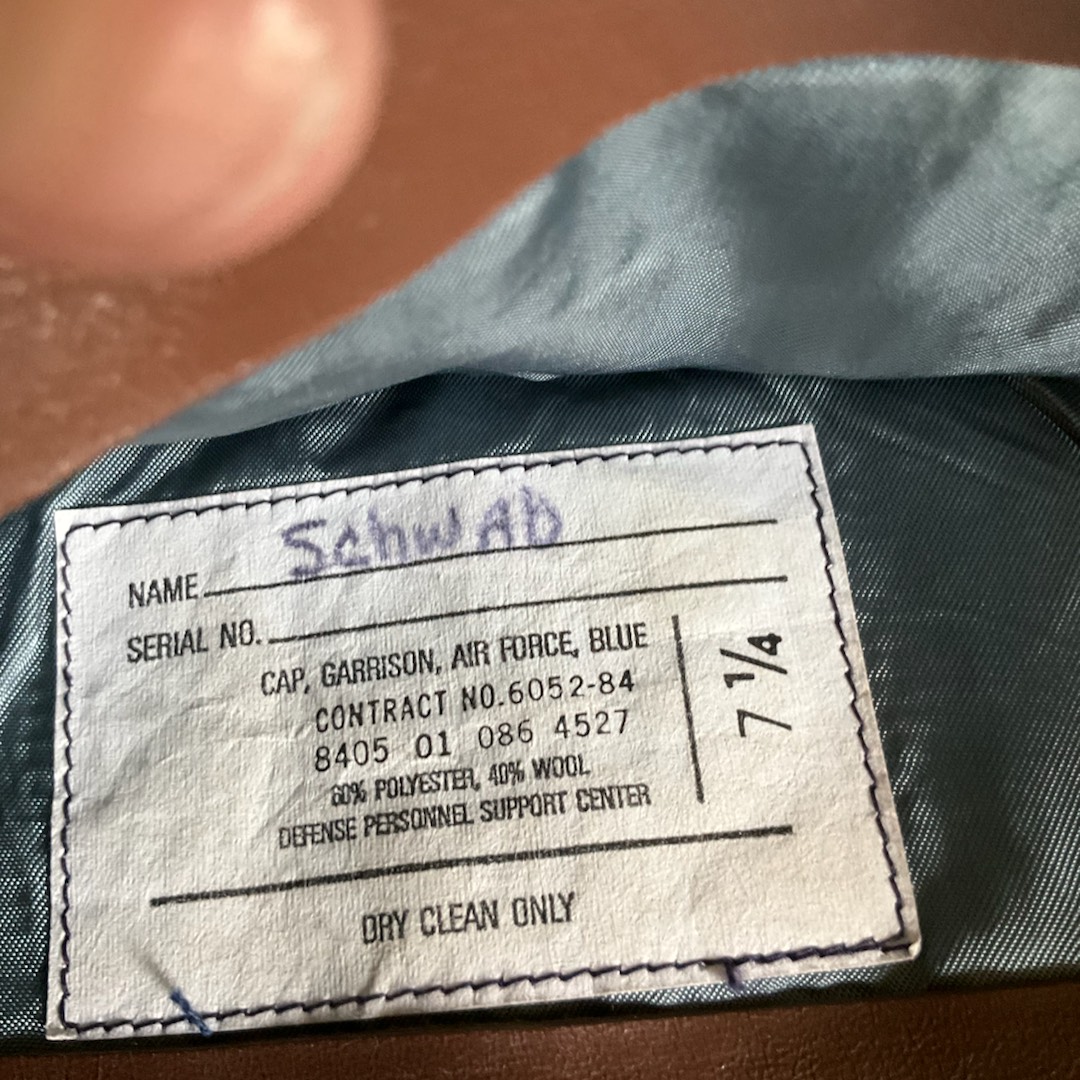 NAME SchwAb
SERIAL NO.
CAP, GARRISON, AIR FORCE, BLUE
CONTRACT NO.6052-84
8405 01 086 4527
60% POLYESTER, 40% WOOL
DEFENSE PERSONNEL SUPPORT CENTER
7 1/4
DRY CLEAN ONLY